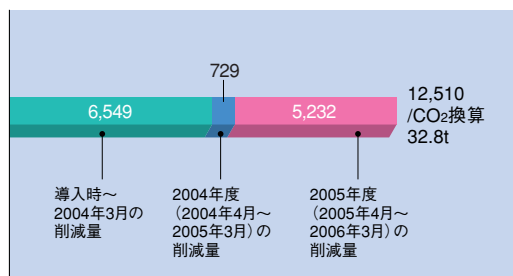 729
6,549
5,232
12,510
/CO2換算
32.8t
導入時～
2004年3月の
削減量
2004年度
（2004年4月～
2005年3月）の
削減量
2005年度
（2005年4月～
2006年3月）の
削減量